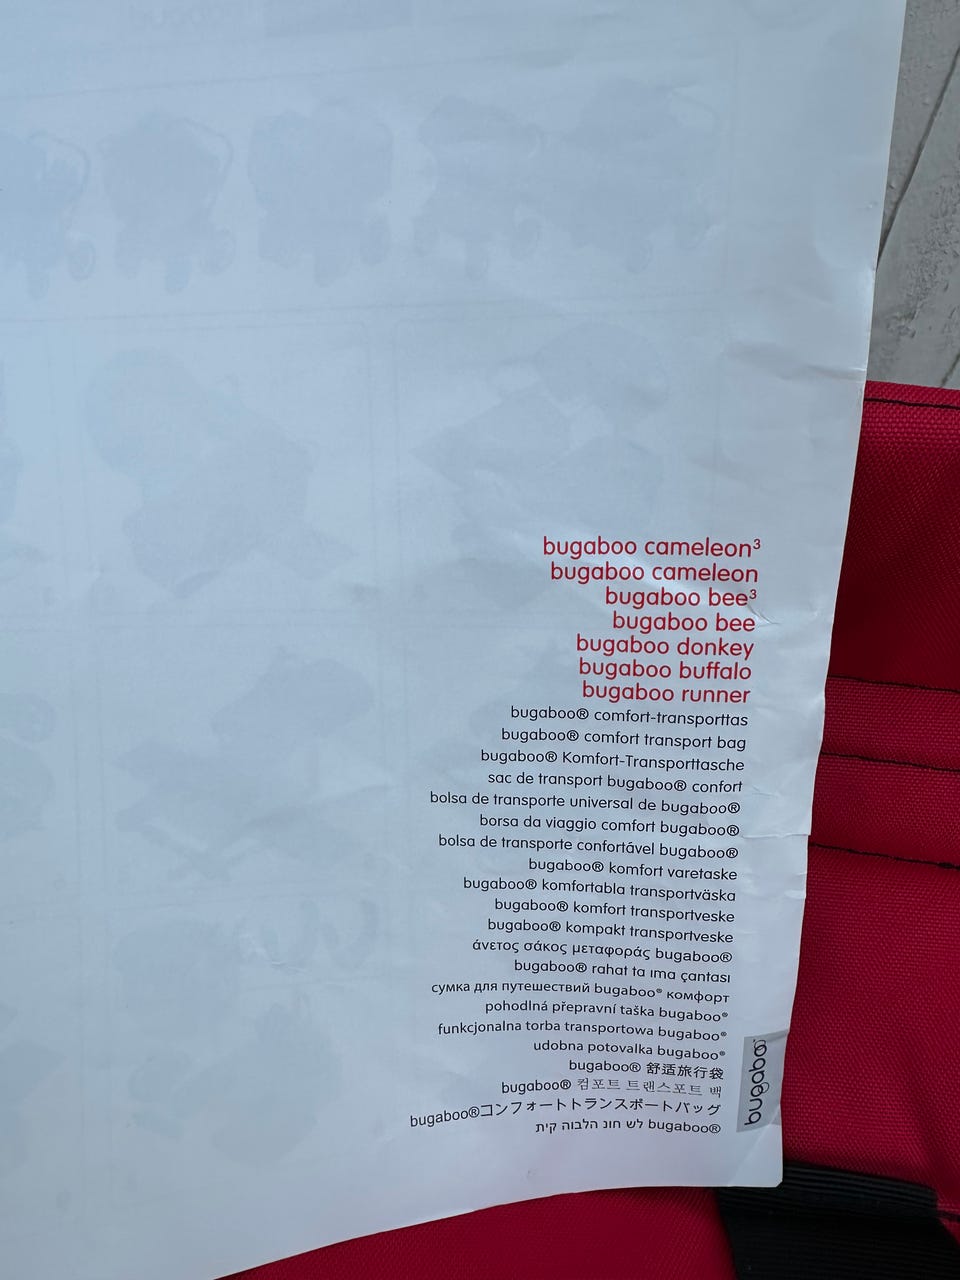 bugaboo cameleon³
bugaboo cameleon
bugaboo bee³
bugaboo bee
bugaboo donkey
bugaboo buffalo
bugaboo runner
bugaboo® comfort-transporttas
bugaboo® comfort transport bag
bugaboo® Komfort-Transporttasche
sac de transport bugaboo® confort
bolsa de transporte universal de bugaboo®
borsa da viaggio comfort bugaboo®
bolsa de transporte confortável bugaboo®
bugaboo® komfort varetaske
bugaboo® komfortabla transportväska
bugaboo® komfort transportveske
bugaboo® kompakt transportveske
άνετος σάκος μεταφοράς bugaboo®
bugaboo® rahat ta ıma çantası
сумка для путешествий bugaboo® комфорт
pohodlná přepravní taška bugaboo®
funkcjonalna torba transportowa bugaboo®
udobna potovalka bugaboo®
bugaboo® 舒适旅行袋
bugaboo® 컴포트 트랜스포트 백
bugaboo®コンフォートトランスポートバッグ
תיק הובלה נוח של bugaboo®
bugaboo